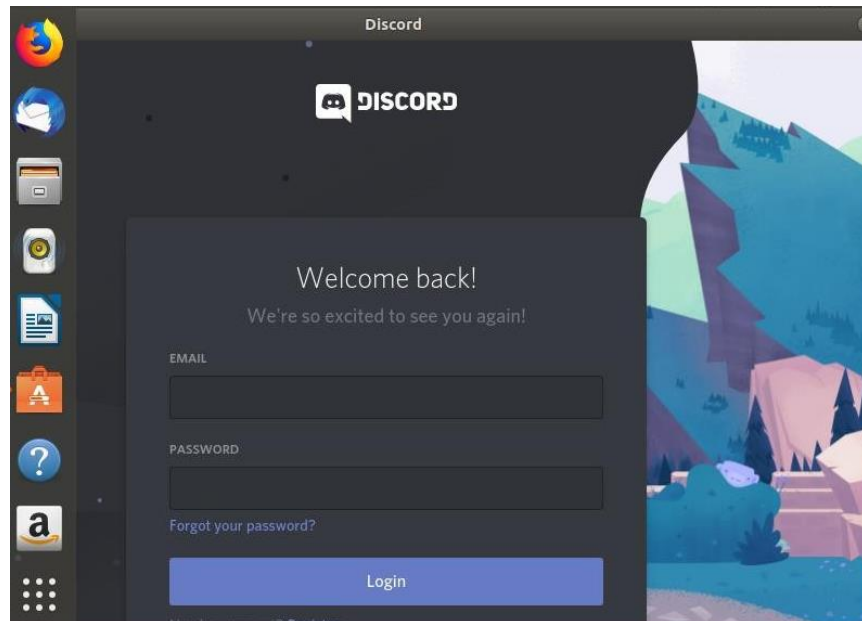 Discord
DISCORD
Welcome back!
We're so excited to see you again!
EMAIL
PASSWORD
Forgot your password?
Login